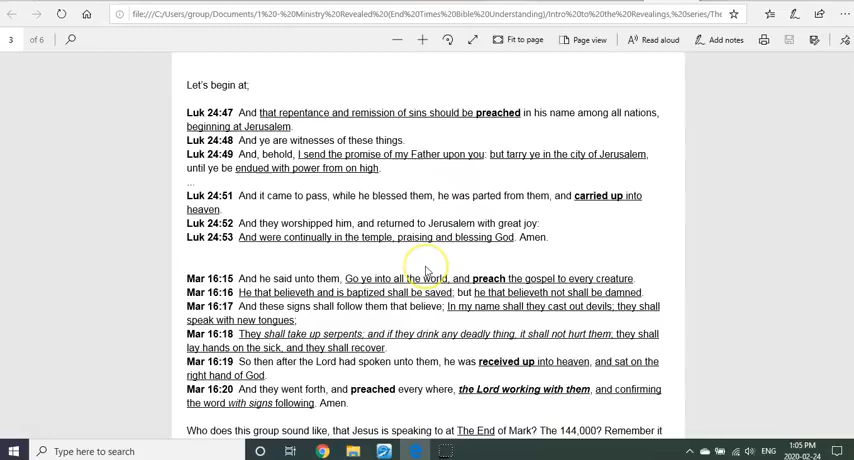 file:///C:/Users/group/Documents/1%20-%20Ministry%20Revealed%20(End%20Times%20Bible%20Understanding)/Intro%20to%20the%20Revealings,%20series/The
3 of 6 Fit to page Page view Read aloud Add notes
Let's begin at;
Luk 24:47 And that repentance and remission of sins should be preached in his name among all nations,
beginning at Jerusalem.
Luk 24:48 And ye are witnesses of these things.
Luk 24:49 And, behold, I send the promise of my Father upon you: but tarry ye in the city of Jerusalem,
until ye be endued with power from on high.
...
Luk 24:51 And it came to pass, while he blessed them, he was parted from them, and carried up into
heaven.
Luk 24:52 And they worshipped him, and returned to Jerusalem with great joy:
Luk 24:53 And were continually in the temple, praising and blessing God. Amen.
Mar 16:15 And he said unto them, Go ye into all the world, and preach the gospel to every creature.
Mar 16:16 He that believeth and is baptized shall be saved; but he that believeth not shall be damned.
Mar 16:17 And these signs shall follow them that believe; In my name shall they cast out devils; they shall
speak with new tongues;
Mar 16:18 They shall take up serpents; and if they drink any deadly thing, it shall not hurt them; they shall
lay hands on the sick, and they shall recover.
Mar 16:19 So then after the Lord had spoken unto them, he was received up into heaven, and sat on the
right hand of God.
Mar 16:20 And they went forth, and preached every where, the Lord working with them, and confirming
the word with signs following. Amen.
Who does this group sound like, that Jesus is speaking to at The End of Mark? The 144,000? Remember it
Type here to search
ENG
1:05 PM
2020-02-24